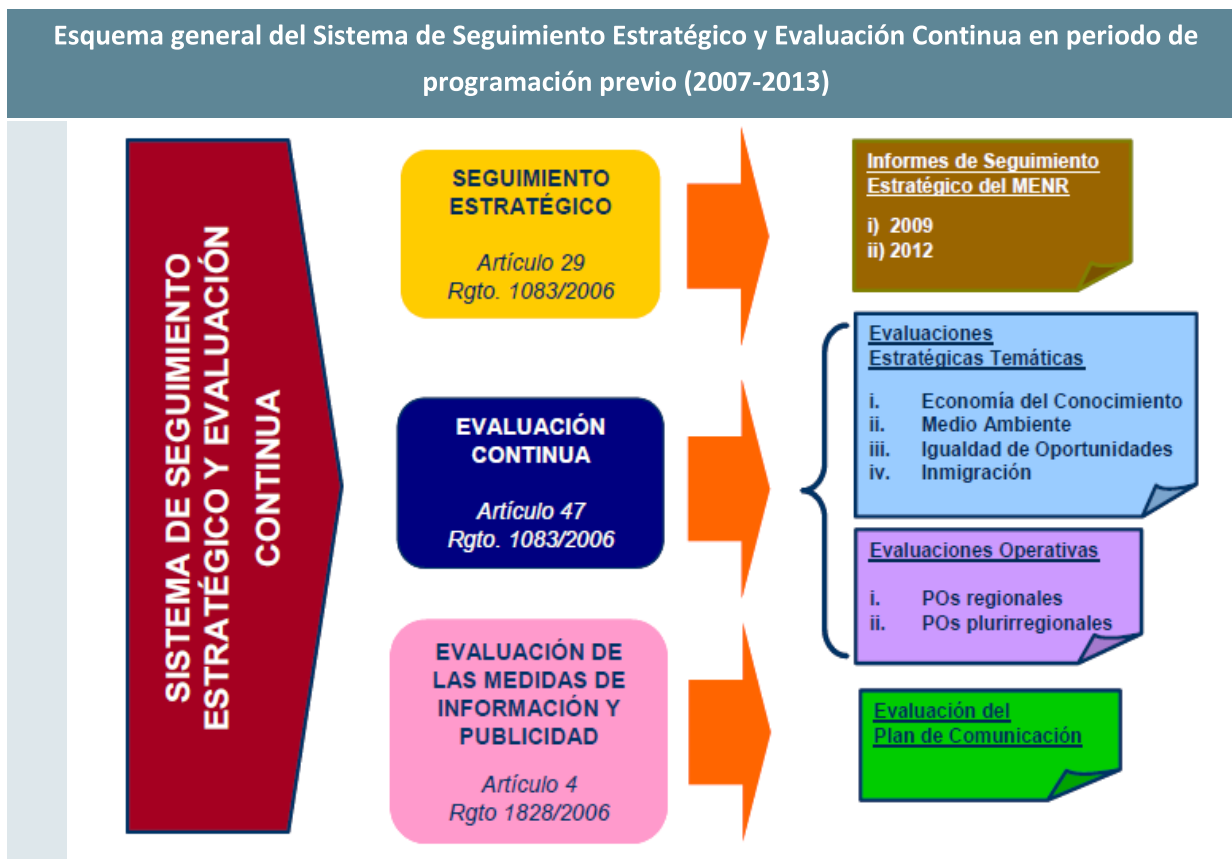 Esquema general del Sistema de Seguimiento Estratégico y Evaluación Continua en periodo de
programación previo (2007-2013)
SISTEMA DE SEGUIMIENTO
ESTRATÉGICO Y EVALUACIÓN
CONTINUA
SEGUIMIENTO
ESTRATÉGICO
Artículo 29
Rgto. 1083/2006
Informes de Seguimiento
Estratégico del MENR
i) 2009
ii) 2012
EVALUACIÓN
CONTINUA
Artículo 47
Rgto. 1083/2006
Evaluaciones
Estratégicas Temáticas
i. Economía del Conocimiento
ii. Medio Ambiente
iii. Igualdad de Oportunidades
iv. Inmigración
Evaluaciones Operativas
i. POs regionales
ii. POs plurirregionales
EVALUACIÓN DE
LAS MEDIDAS DE
INFORMACIÓN Y
PUBLICIDAD
Artículo 4
Rgto 1828/2006
Evaluación del
Plan de Comunicación